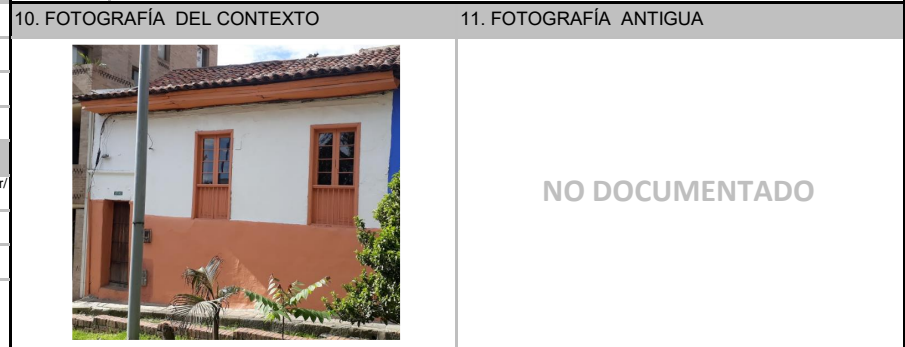 10. FOTOGRAFÍA DEL CONTEXTO
11. FOTOGRAFÍA ANTIGUA
r/
NO DOCUMENTADO